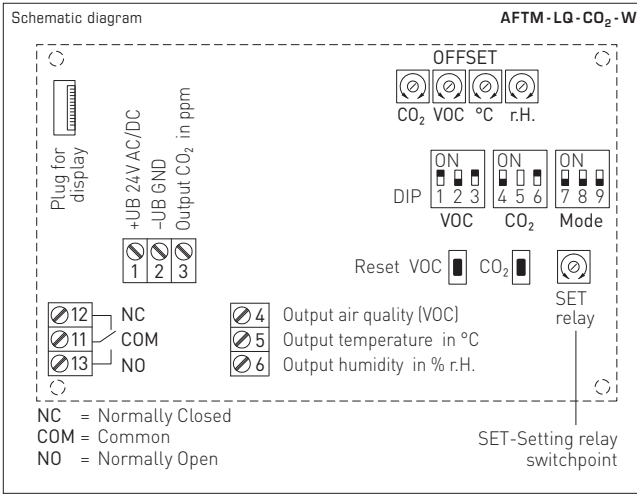 Schematic diagram
AFTM-LQ-CO₂-W
OFFSET
CO₂ VOC °C r.H.
Plug for
display
+UB 24V AC/DC
–UB GND
Output CO₂ in ppm
1 2 3
DIP
ON ON ON
1 2 3 4 5 6 7 8 9
VOC CO₂ Mode
Reset VOC CO₂
SET
relay
12 NC
11 COM
13 NO
4 Output air quality (VOC)
5 Output temperature in °C
6 Output humidity in % r.H.
NC = Normally Closed
COM = Common
NO = Normally Open
SET-Setting relay
switchpoint